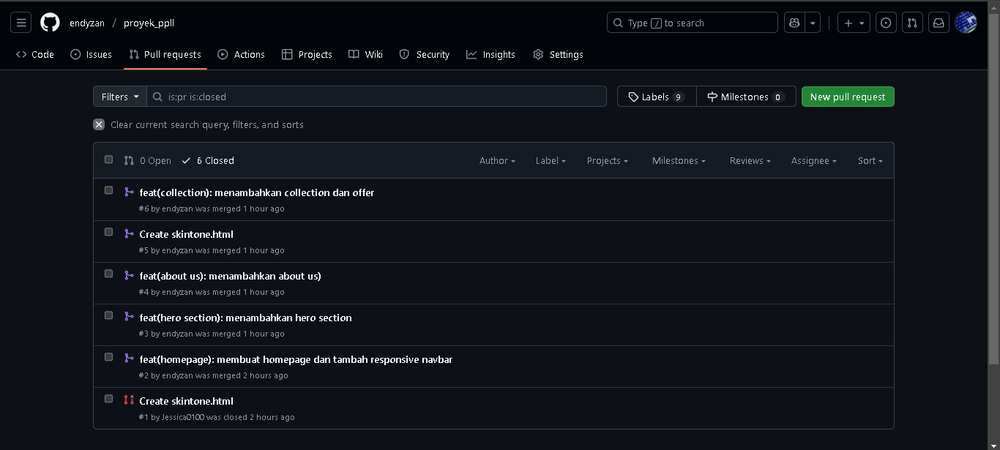 endyzan / proyek_ppll
Type / to search
Code Issues Pull requests Actions Projects Wiki Security Insights Settings
Filters is:pr is:closed Labels 9 Milestones 0 New pull request
Clear current search query, filters, and sorts
0 Open 6 Closed Author Label Projects Milestones Reviews Assignee Sort
feat(collection): menambahkan collection dan offer
#6 by endyzan was merged 1 hour ago
Create skintone.html
#5 by endyzan was merged 1 hour ago
feat(about us): menambahkan about us)
#4 by endyzan was merged 1 hour ago
feat(hero section): menambahkan hero section
#3 by endyzan was merged 1 hour ago
feat(homepage): membuat homepage dan tambah responsive navbar
#2 by endyzan was merged 2 hours ago
Create skintone.html
#1 by Jessica0100 was closed 2 hours ago